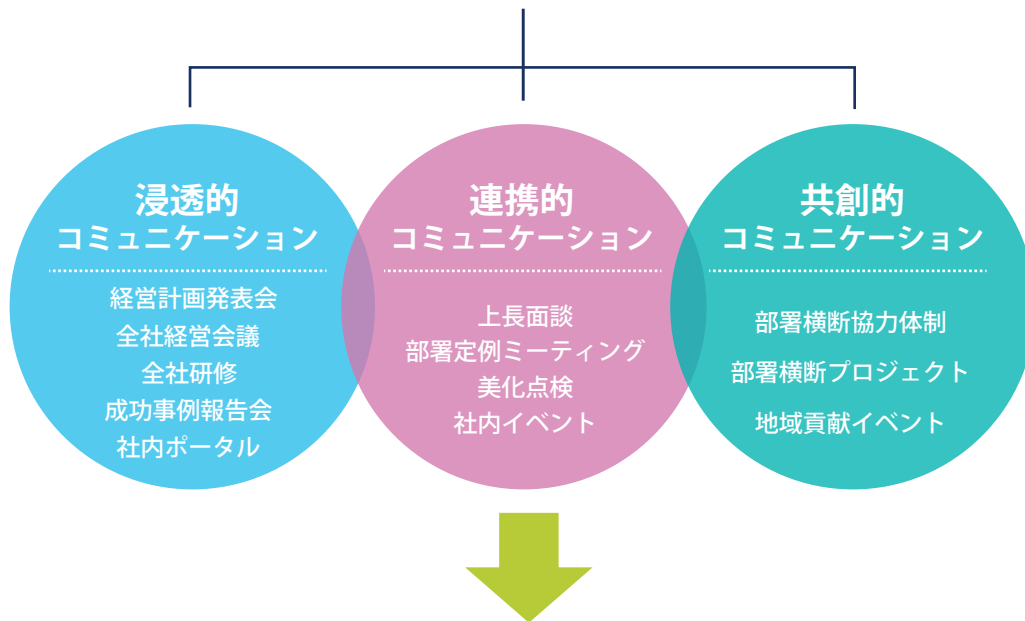 浸透的
コミュニケーション
経営計画発表会
全社経営会議
全社研修
成功事例報告会
社内ポータル
連携的
コミュニケーション
上長面談
部署定例ミーティング
美化点検
社内イベント
共創的
コミュニケーション
部署横断協力体制
部署横断プロジェクト
地域貢献イベント